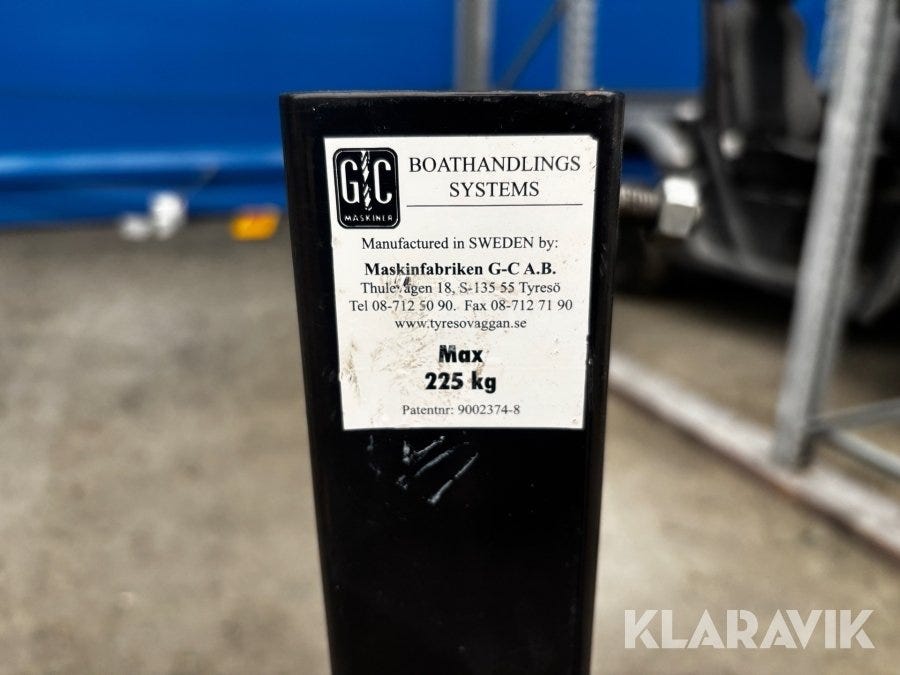 G C
MASKINER
BOATHANDLINGS
SYSTEMS
Manufactured in SWEDEN by:
Maskinfabriken G-C A.B.
Thulevägen 18, S-135 55 Tyresö
Tel 08-712 50 90. Fax 08-712 71 90
www.tyresovaggan.se
Max
225 kg
Patentnr: 9002374-8
KLARAVIK